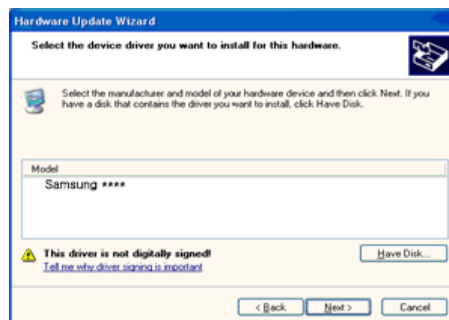 Hardware Update Wizard
Select the device driver you want to install for this hardware.
Select the manufacturer and model of your hardware device and then click Next. If you
have a disk that contains the driver you want to install, click Have Disk.
Model
Samsung ****
This driver is not digitally signed!
Have Disk...
Tell me why driver signing is important
< Back
Next >
Cancel